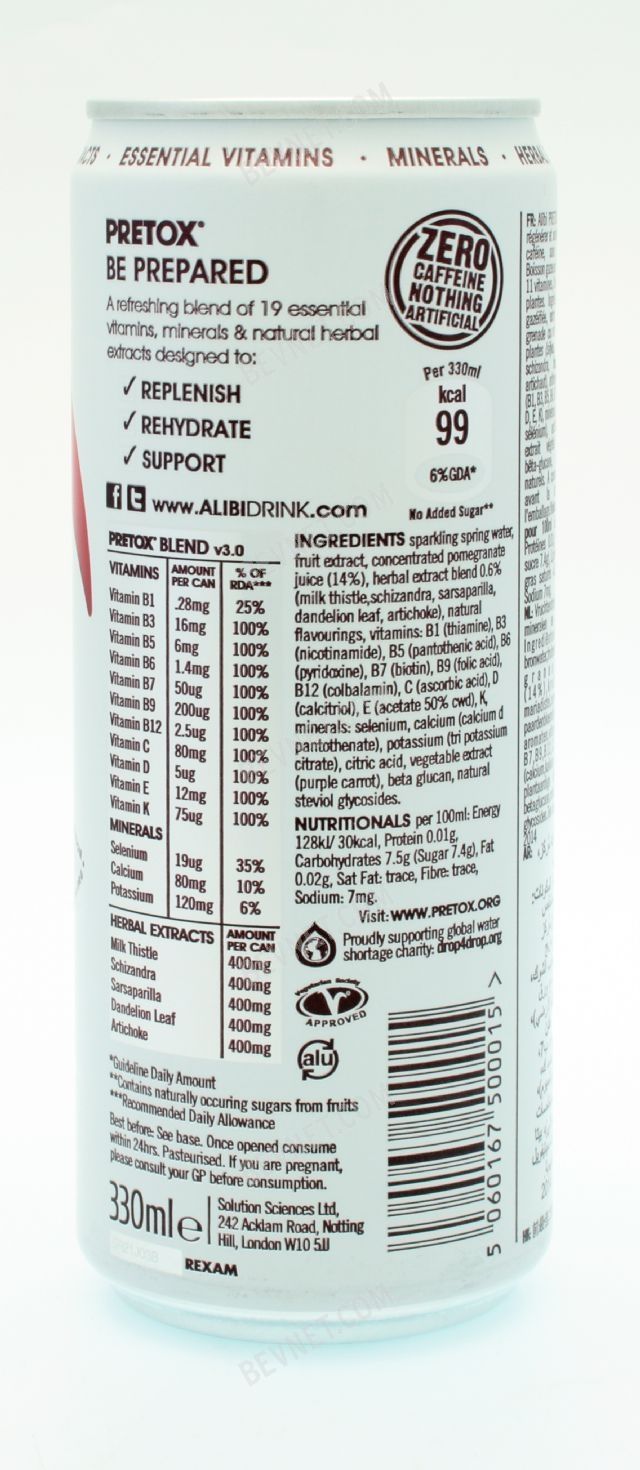 ESSENTIAL VITAMINS · MINERALS ·
PRETOX®
BE PREPARED
A refreshing blend of 19 essential
vitamins, minerals & natural herbal
extracts designed to:
✓ REPLENISH
✓ REHYDRATE
✓ SUPPORT
www.ALIBIDRINK.com
ZERO
CAFFEINE
NOTHING
ARTIFICIAL
Per 330ml
kcal
99
6% GDA*
No Added Sugar**
PRETOX® BLEND v3.0
VITAMINS AMOUNT PER CAN % OF RDA***
Vitamin B1 .28mg 25%
Vitamin B3 16mg 100%
Vitamin B5 6mg 100%
Vitamin B6 1.4mg 100%
Vitamin B7 50ug 100%
Vitamin B9 200ug 100%
Vitamin B12 2.5ug 100%
Vitamin C 80mg 100%
Vitamin D 5ug 100%
Vitamin E 12mg 100%
Vitamin K 75ug 100%
MINERALS
Selenium 19ug 35%
Calcium 80mg 10%
Potassium 120mg 6%
HERBAL EXTRACTS AMOUNT PER CAN
Milk Thistle 400mg
Schizandra 400mg
Sarsaparilla 400mg
Dandelion Leaf 400mg
Artichoke 400mg
*Guideline Daily Amount
**Contains naturally occuring sugars from fruits
***Recommended Daily Allowance
Best before: See base. Once opened consume
within 24hrs. Pasteurised. If you are pregnant,
please consult your GP before consumption.
330ml e
Solution Sciences Ltd,
242 Acklam Road, Notting
Hill, London W10 5JJ
REXAM
INGREDIENTS sparkling spring water,
fruit extract, concentrated pomegranate
juice (14%), herbal extract blend 0.6%
(milk thistle,schizandra, sarsaparilla,
dandelion leaf, artichoke), natural
flavourings, vitamins: B1 (thiamine), B3
(nicotinamide), B5 (pantothenic acid), B6
(pyridoxine), B7 (biotin), B9 (folic acid),
B12 (colbalamin), C (ascorbic acid), D
(calcitriol), E (acetate 50% cwd), K,
minerals: selenium, calcium (calcium d
pantothenate), potassium (tri potassium
citrate), citric acid, vegetable extract
(purple carrot), beta glucan, natural
steviol glycosides.
NUTRITIONALS per 100ml: Energy
128kl/ 30kcal, Protein 0.01g,
Carbohydrates 7.5g (Sugar 7.4g), Fat
0.02g, Sat Fat: trace, Fibre: trace,
Sodium: 7mg.
Visit: WWW.PRETOX.ORG
Proudly supporting global water
shortage charity: drop4drop.org
Vegetarian Society
APPROVED
alu
5 060167 500015 >
BEVNET.COM